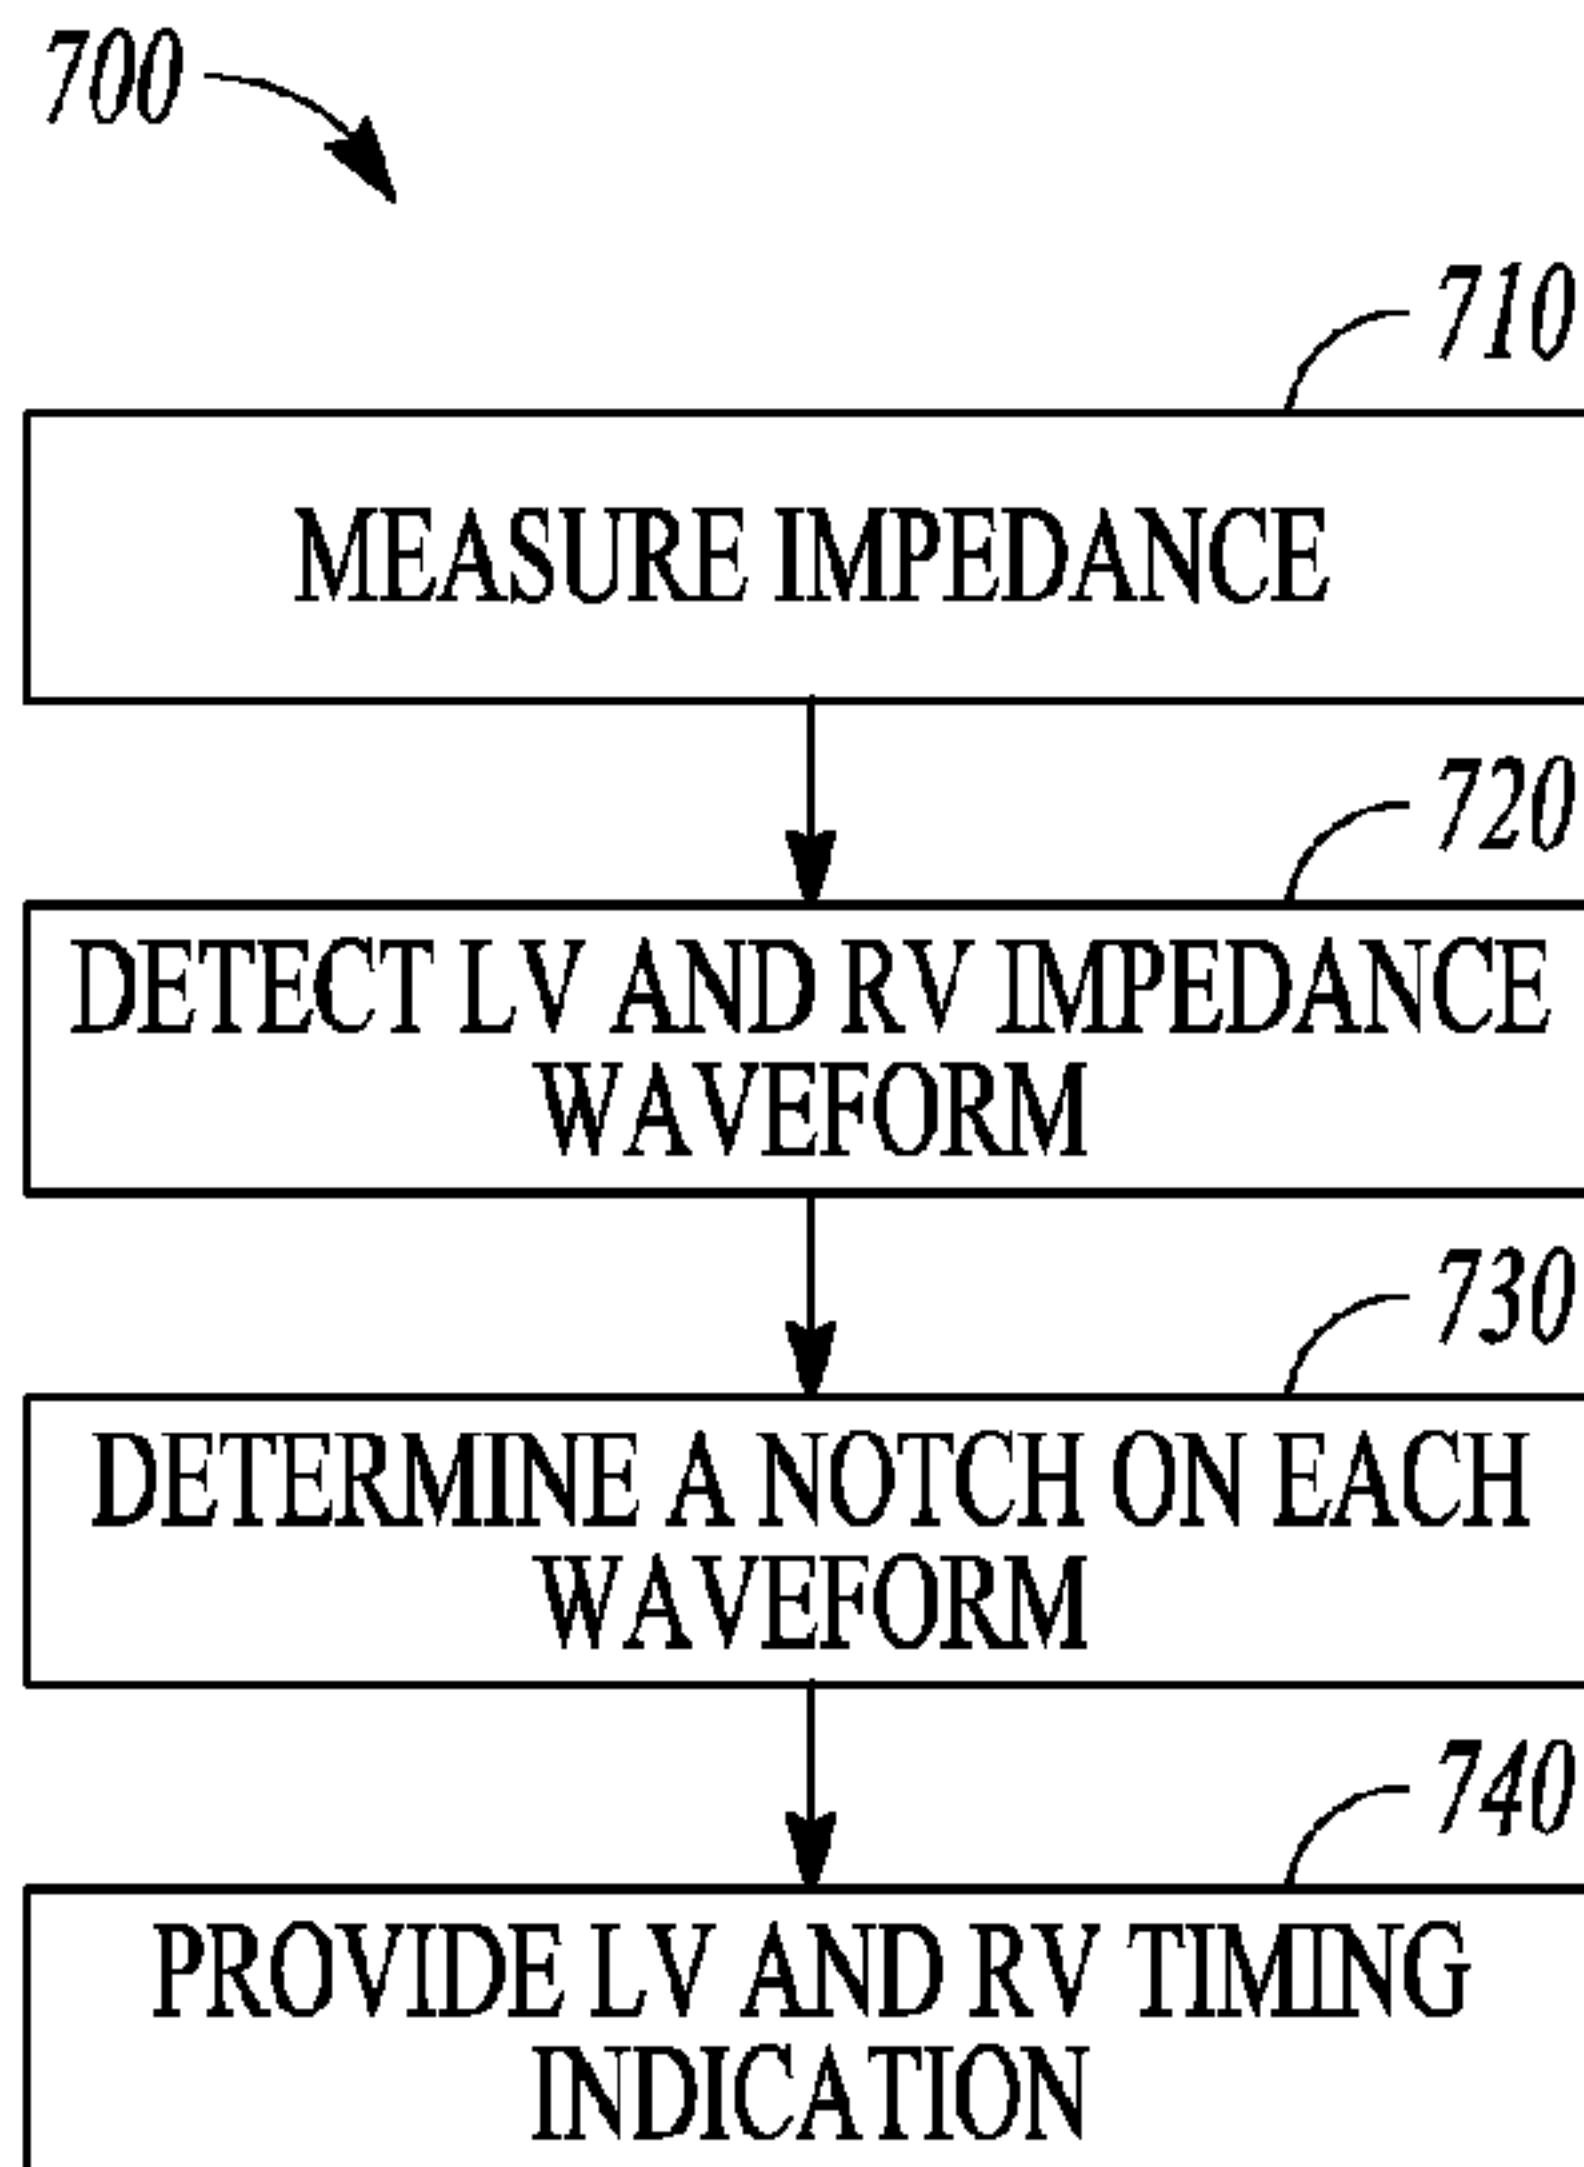 700
710
MEASURE IMPEDANCE
720
DETECT LV AND RV IMPEDANCE
WAVEFORM
730
DETERMINE A NOTCH ON EACH
WAVEFORM
740
PROVIDE LV AND RV TIMING
INDICATION